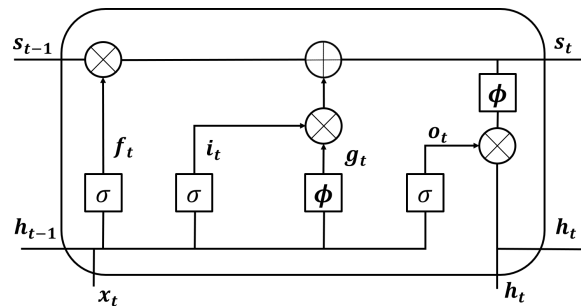 s_{t-1} s_t
ϕ
f_t i_t g_t o_t
σ σ ϕ σ
h_{t-1} h_t
x_t h_t